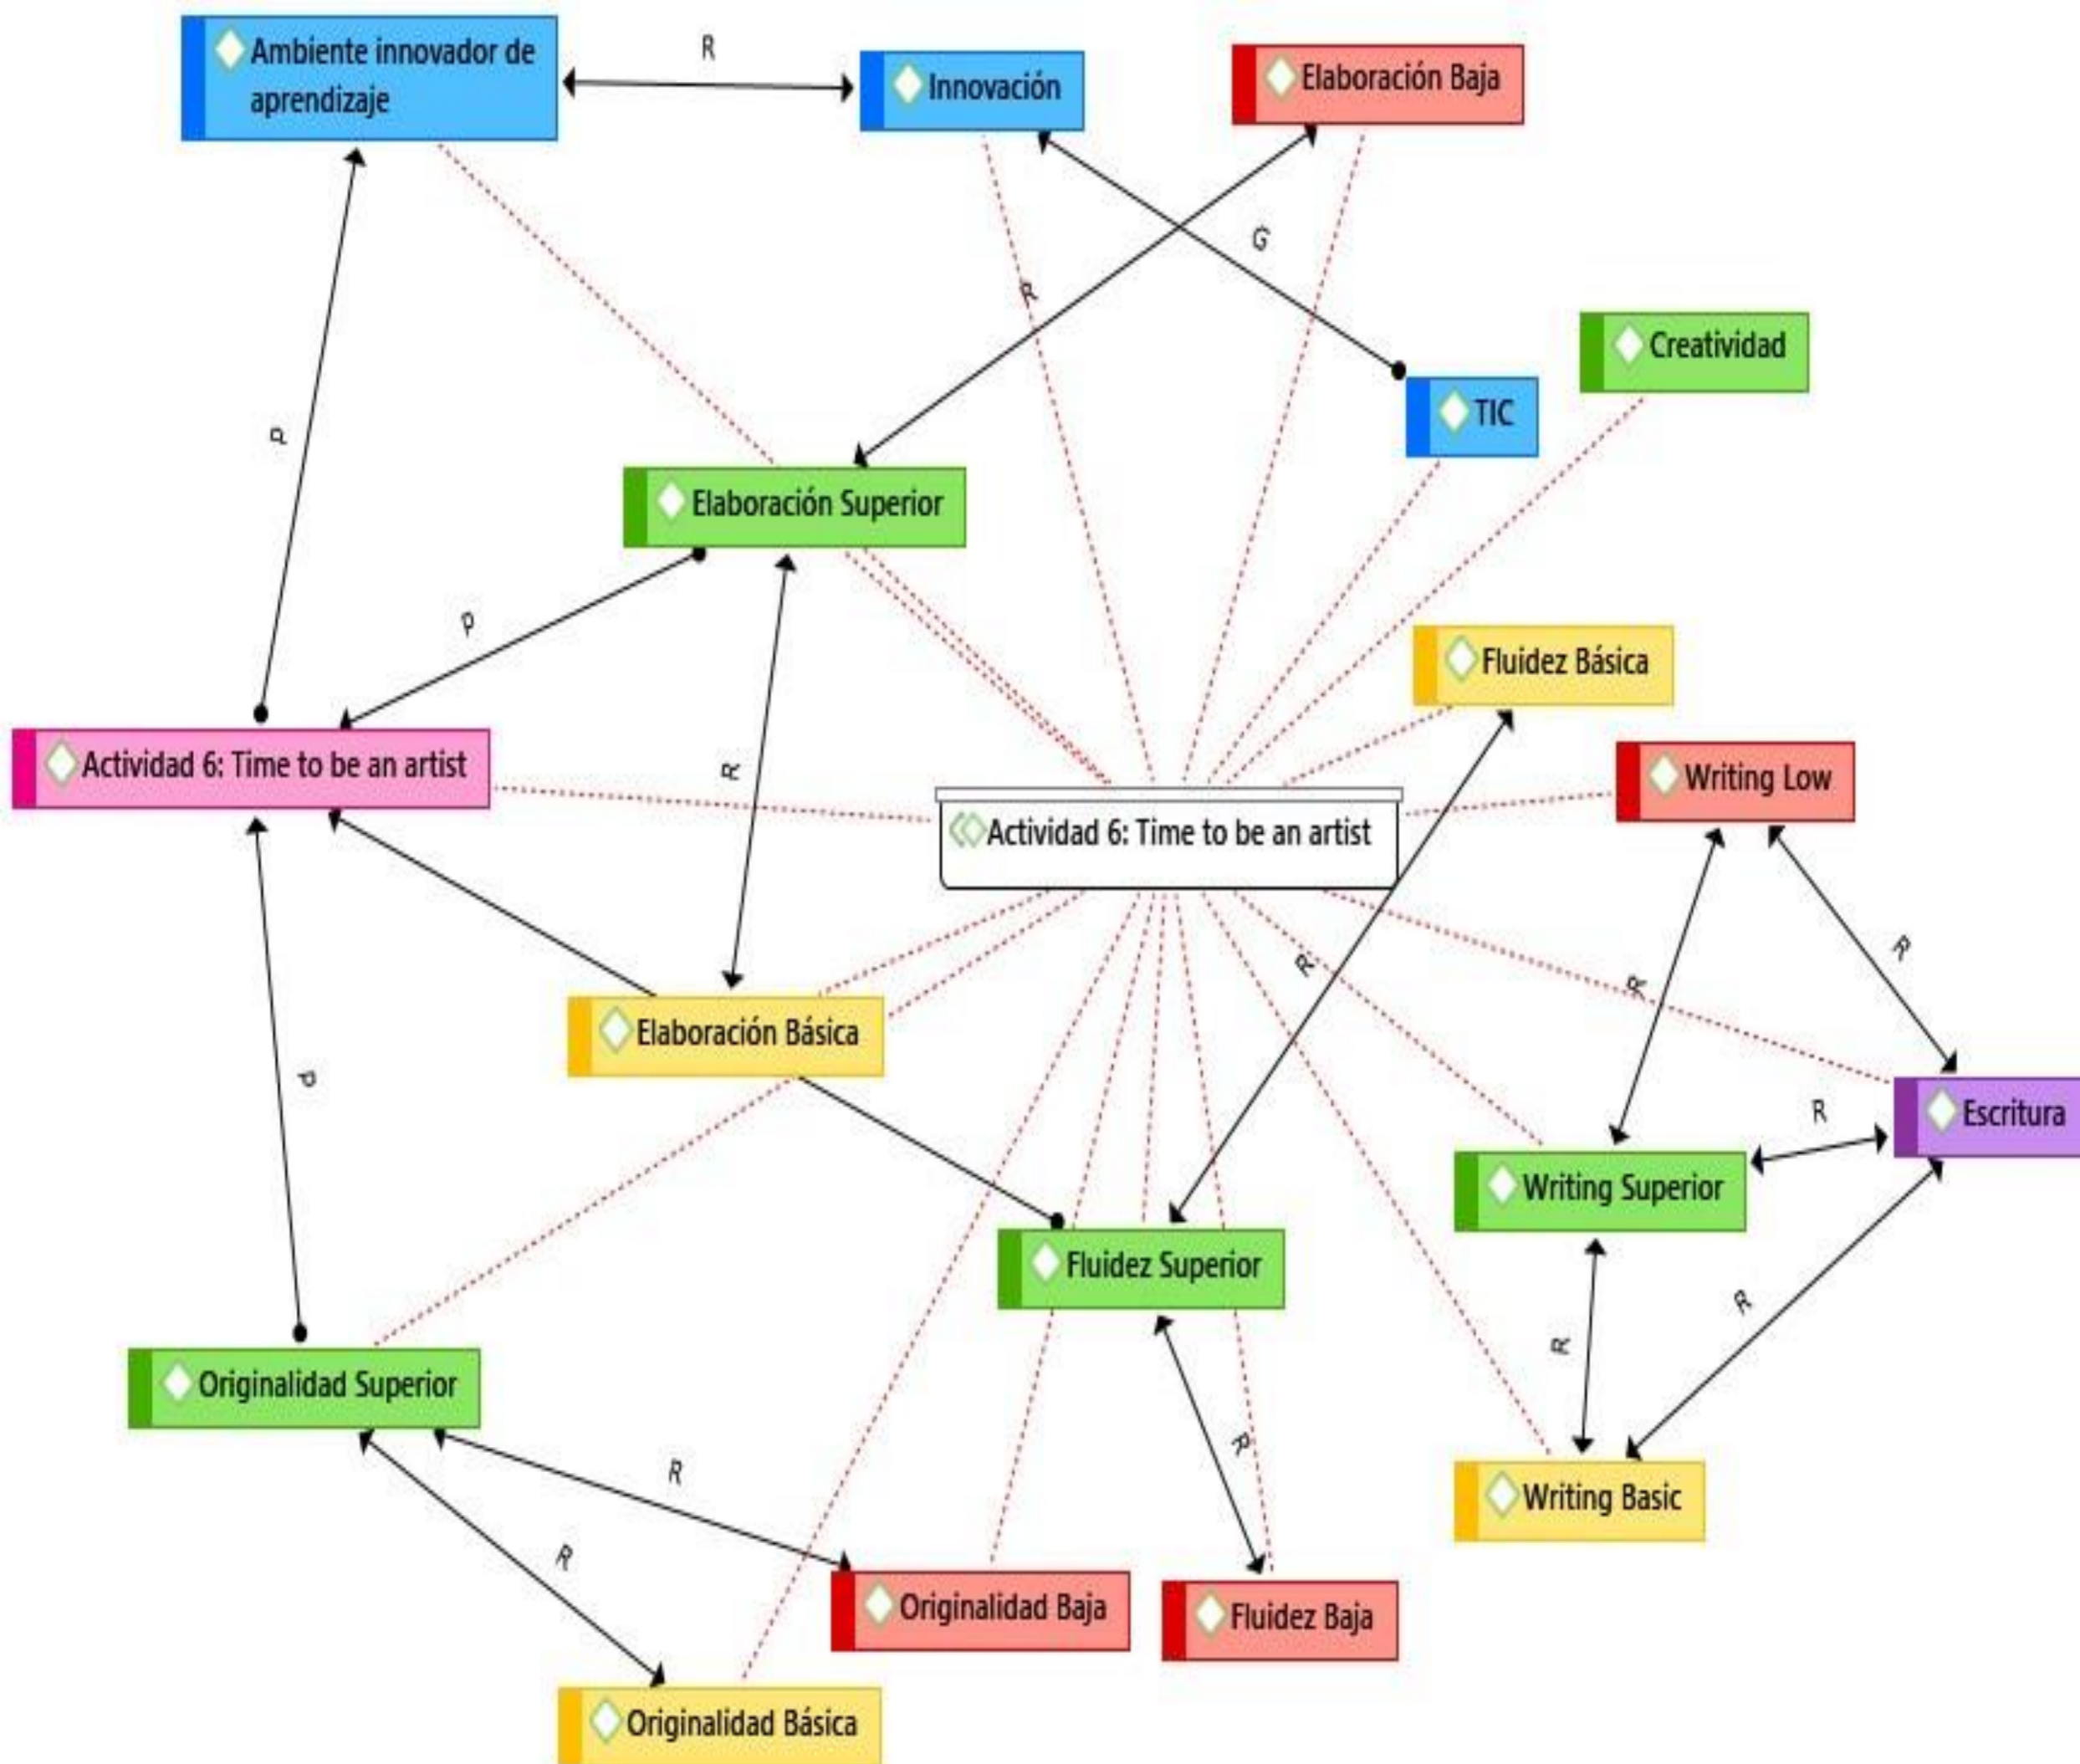 Ambiente innovador de
aprendizaje
R
Innovación
Elaboración Baja
G
R
Creatividad
TIC
P
Elaboración Superior
P
Fluidez Básica
Actividad 6: Time to be an artist
R
Writing Low
Actividad 6: Time to be an artist
R
R
R
Elaboración Básica
P
R
Escritura
Writing Superior
Fluidez Superior
R
R
Originalidad Superior
R
R
R
Writing Basic
Originalidad Baja
Fluidez Baja
Originalidad Básica